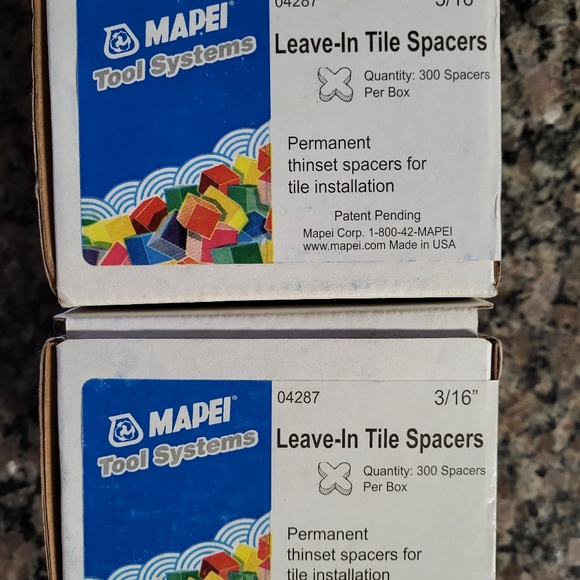 04287 3/16"
MAPEI®
Tool Systems
Leave-In Tile Spacers
Quantity: 300 Spacers
Per Box
Permanent
thinset spacers for
tile installation
Patent Pending
Mapei Corp. 1-800-42-MAPEI
www.mapei.com Made in USA
MAPEI®
Tool Systems
04287 3/16”
Leave-In Tile Spacers
Quantity: 300 Spacers
Per Box
Permanent
thinset spacers for
tile installation